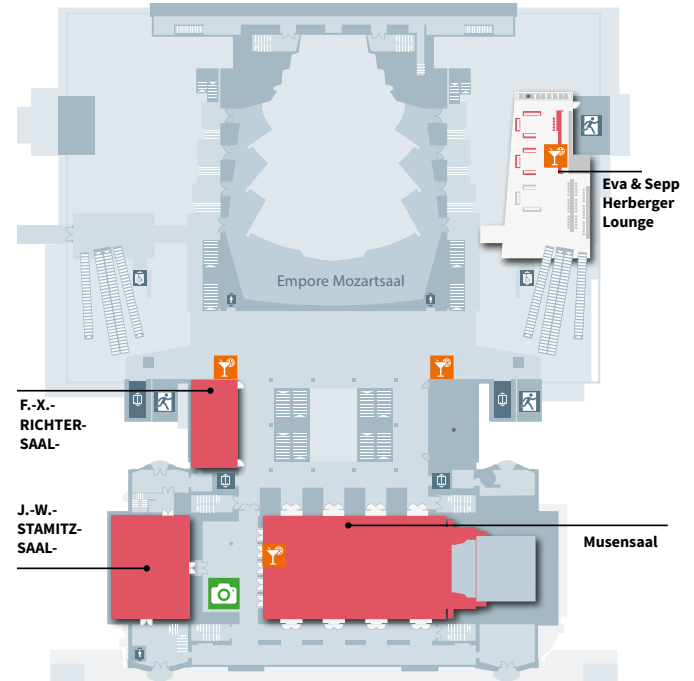 Eva & Sepp
Herberger
Lounge
Empore Mozartsaal
F.-X.-
RICHTER-
SAAL-
J.-W.-
STAMITZ-
SAAL-
Musensaal